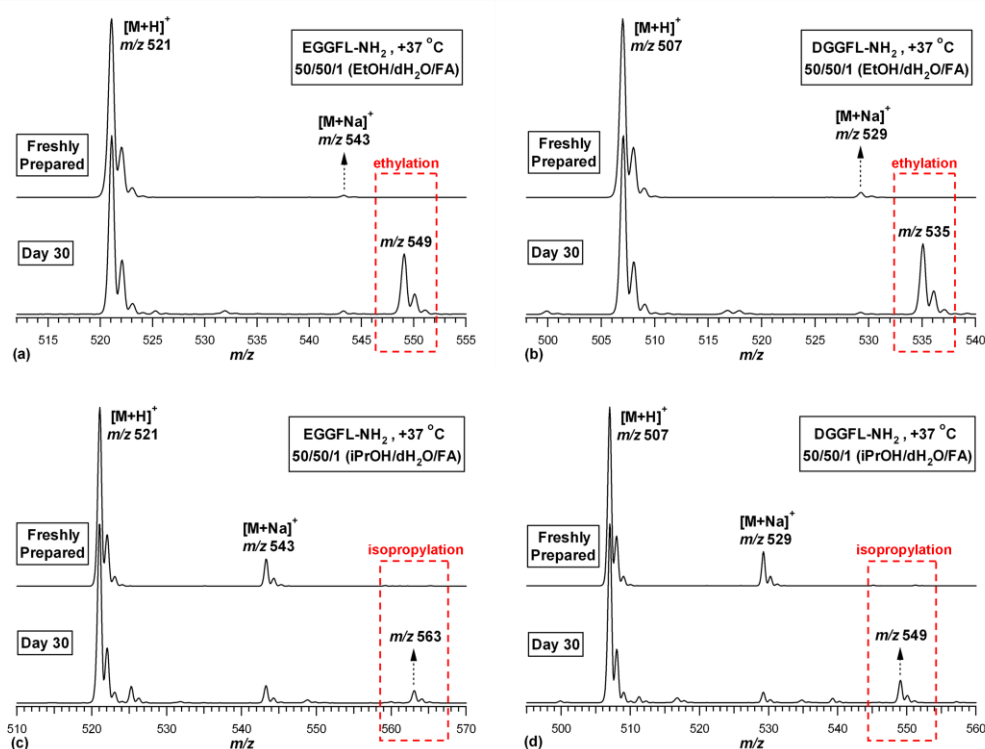 [M+H]+
m/z 521
EGGFL-NH2 , +37 oC
50/50/1 (EtOH/dH2O/FA)
[M+Na]+
m/z 543
Freshly
Prepared
ethylation
m/z 549
Day 30
515 520 525 530 535 540 545 550 555
(a)
m/z
[M+H]+
m/z 507
DGGFL-NH2 , +37 oC
50/50/1 (EtOH/dH2O/FA)
[M+Na]+
m/z 529
Freshly
Prepared
ethylation
m/z 535
Day 30
500 505 510 515 520 525 530 535 540
(b)
m/z
[M+H]+
m/z 521
EGGFL-NH2 , +37 oC
50/50/1 (iPrOH/dH2O/FA)
[M+Na]+
m/z 543
Freshly
Prepared
isopropylation
m/z 563
Day 30
510 520 530 540 550 560 570
(c)
m/z
[M+H]+
m/z 507
DGGFL-NH2 , +37 oC
50/50/1 (iPrOH/dH2O/FA)
[M+Na]+
m/z 529
Freshly
Prepared
isopropylation
m/z 549
Day 30
500 510 520 530 540 550 560
(d)
m/z